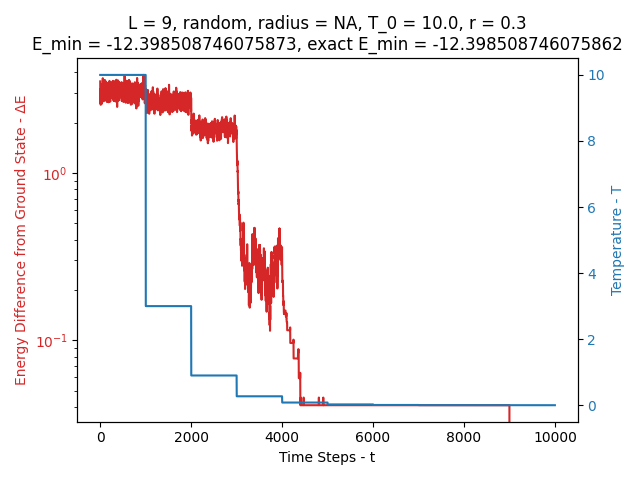 L = 9, random, radius = NA, T_0 = 10.0, r = 0.3
E_min = -12.398508746075873, exact E_min = -12.398508746075862
Energy Difference from Ground State - ΔE
10^0
10^-1
10
8
6
4
2
0
Temperature - T
0 2000 4000 6000 8000 10000
Time Steps - t